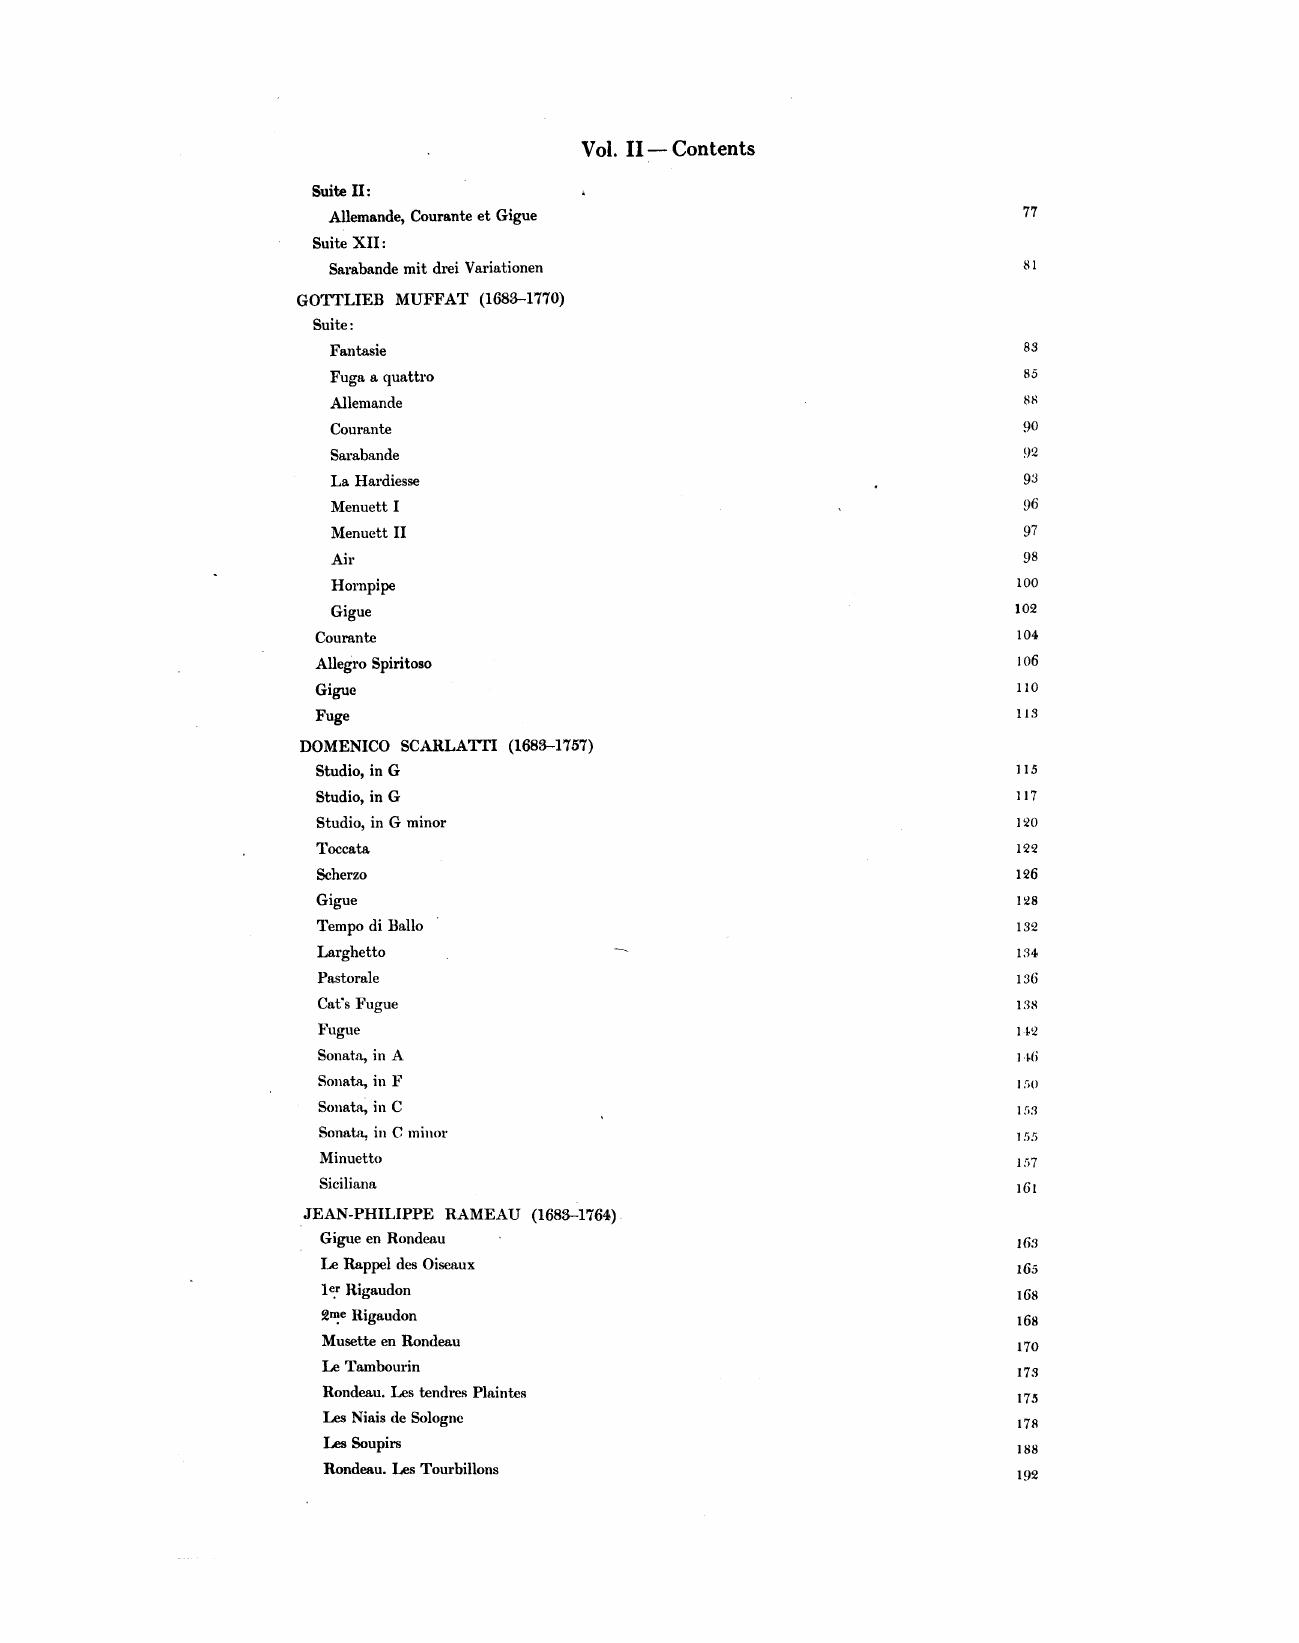 Vol. II — Contents
Suite II:
Allemande, Courante et Gigue 77
Suite XII:
Sarabande mit drei Variationen 81
GOTTLIEB MUFFAT (1683–1770)
Suite:
Fantasie 83
Fuga a quattro 85
Allemande 88
Courante 90
Sarabande 92
La Hardiesse 93
Menuett I 96
Menuett II 97
Air 98
Hornpipe 100
Gigue 102
Courante 104
Allegro Spiritoso 106
Gigue 110
Fuge 113
DOMENICO SCARLATTI (1683–1757)
Studio, in G 115
Studio, in G 117
Studio, in G minor 120
Toccata 122
Scherzo 126
Gigue 128
Tempo di Ballo 132
Larghetto 134
Pastorale 136
Cat's Fugue 138
Fugue 142
Sonata, in A 146
Sonata, in F 150
Sonata, in C 153
Sonata, in C minor 155
Minuetto 157
Siciliana 161
JEAN-PHILIPPE RAMEAU (1683–1764)
Gigue en Rondeau 163
Le Rappel des Oiseaux 165
1er Rigaudon 168
2me Rigaudon 168
Musette en Rondeau 170
Le Tambourin 173
Rondeau. Les tendres Plaintes 175
Les Niais de Sologne 178
Les Soupirs 188
Rondeau. Les Tourbillons 192